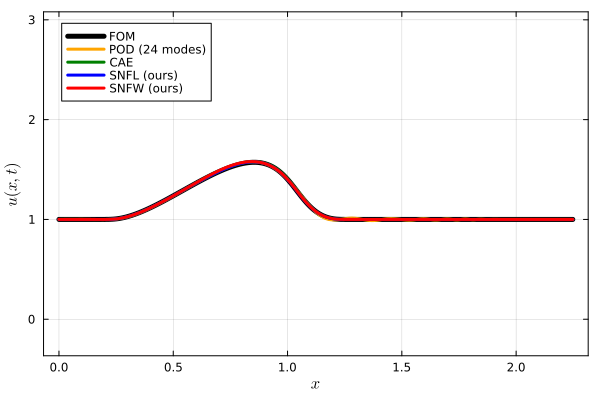 3
FOM
POD (24 modes)
CAE
SNFL (ours)
SNFW (ours)
2
u(x, t)
1
0
0.0 0.5 1.0 1.5 2.0
x